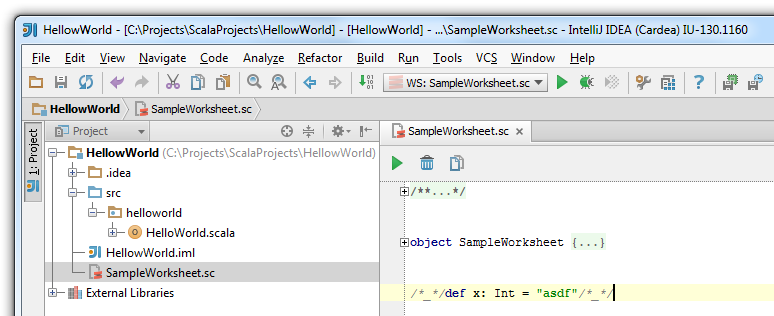 HellowWorld - [C:\Projects\ScalaProjects\HellowWorld] - [HellowWorld] - ...\SampleWorksheet.sc - IntelliJ IDEA (Cardea) IU-130.1160
File Edit View Navigate Code Analyze Refactor Build Run Tools VCS Window Help
WS: SampleWorksheet.sc
HellowWorld SampleWorksheet.sc
1: Project
Project
HellowWorld (C:\Projects\ScalaProjects\HellowWorld)
.idea
src
helloworld
HelloWorld.scala
HellowWorld.iml
SampleWorksheet.sc
External Libraries
SampleWorksheet.sc
/**...*/
object SampleWorksheet {...}
/*_*/def x: Int = "asdf"/*_*/